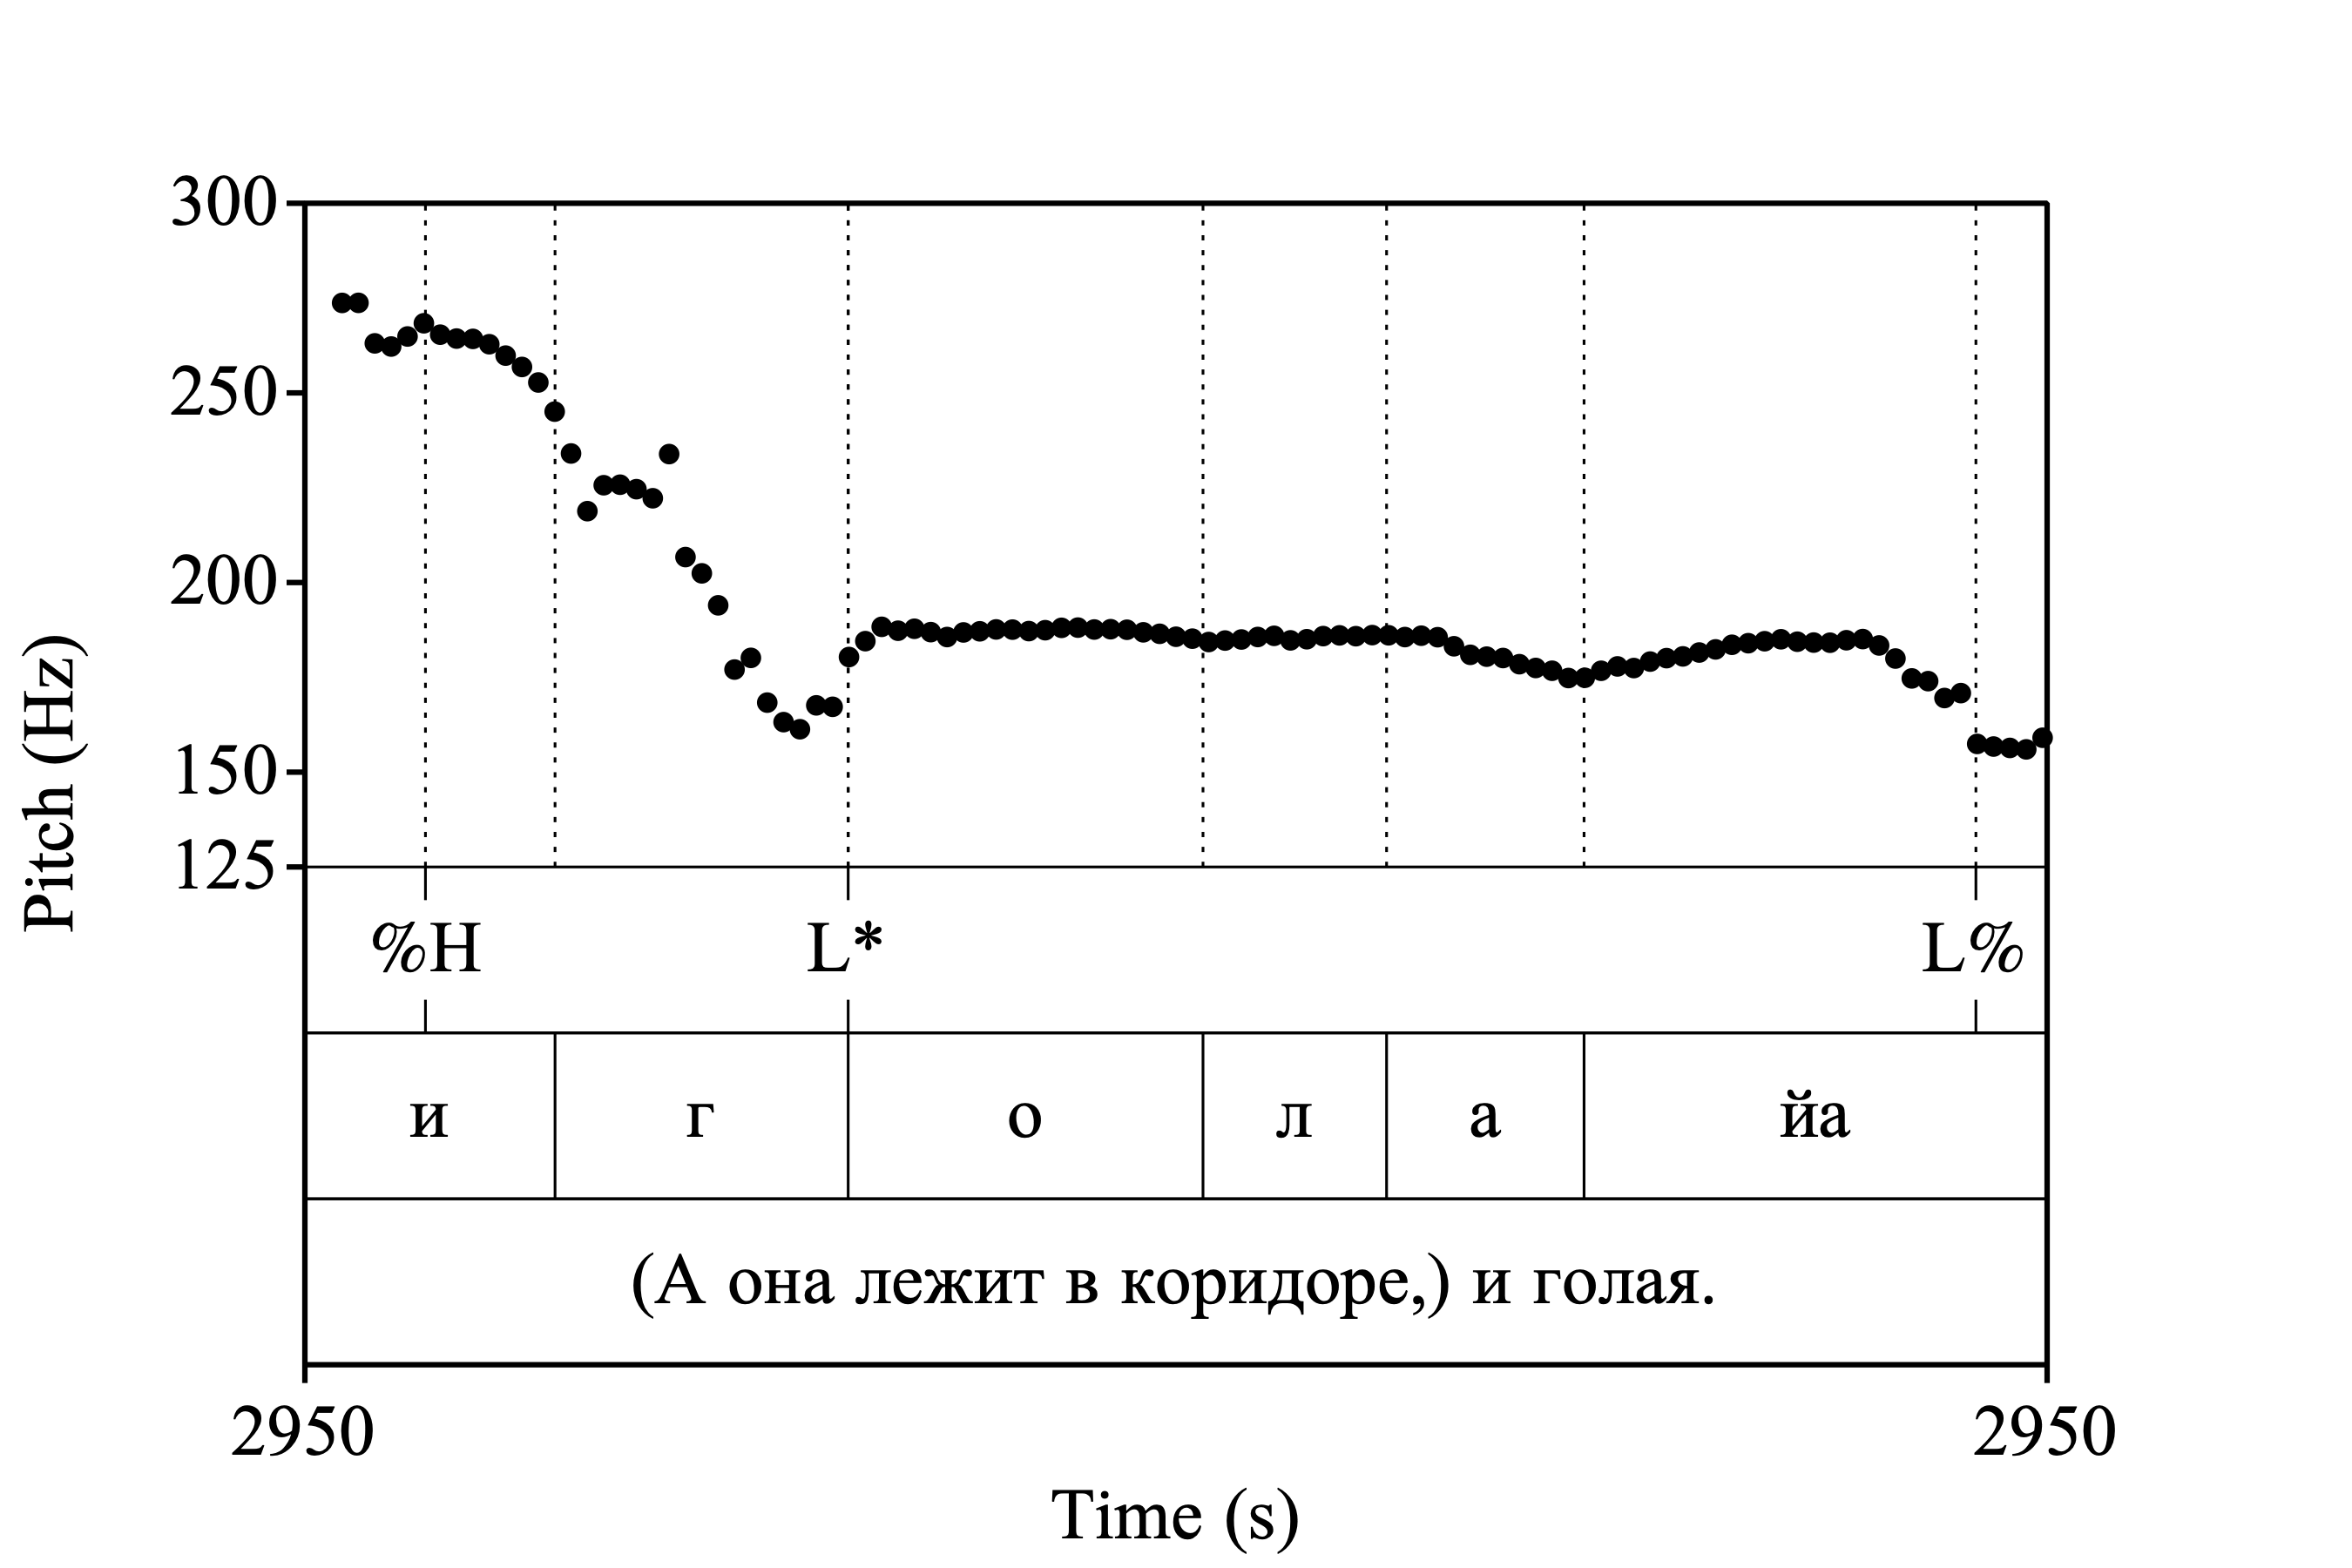 300
250
200
150
125
Pitch (Hz)
%H L* L%
и г о л а йа
(А она лежит в коридоре,) и голая.
2950 2950
Time (s)